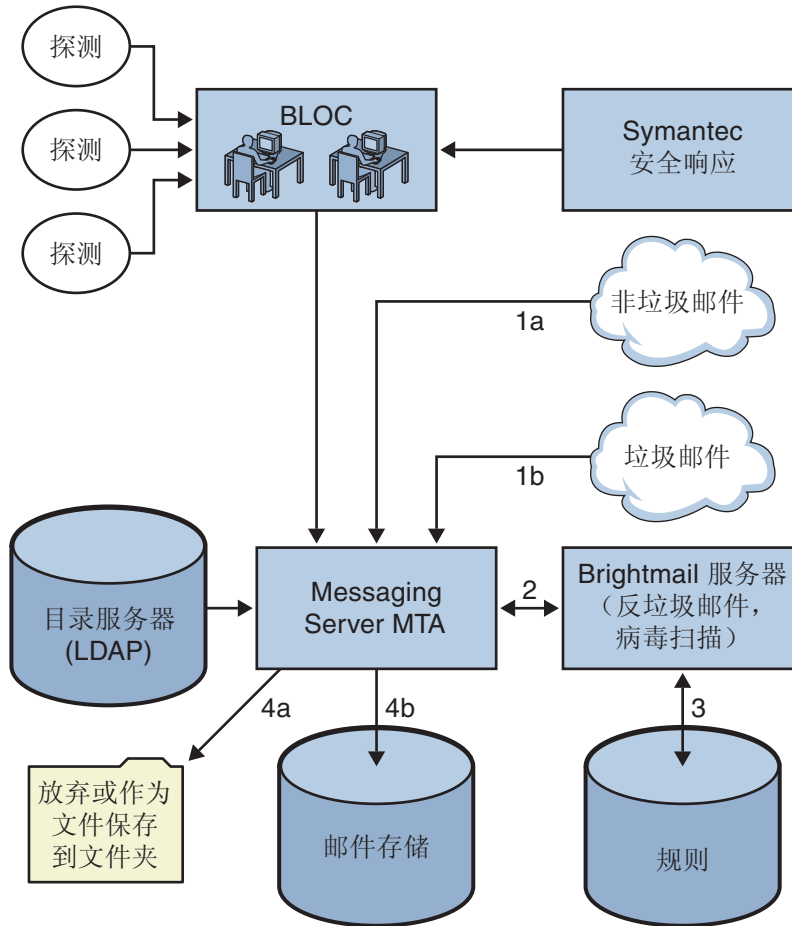 探测
探测
探测
BLOC
Symantec
安全响应
非垃圾邮件
1a
垃圾邮件
1b
目录服务器
(LDAP)
Messaging
Server MTA
2
Brightmail 服务器
（反垃圾邮件，
病毒扫描）
4a
4b
3
放弃或作为
文件保存
到文件夹
邮件存储
规则